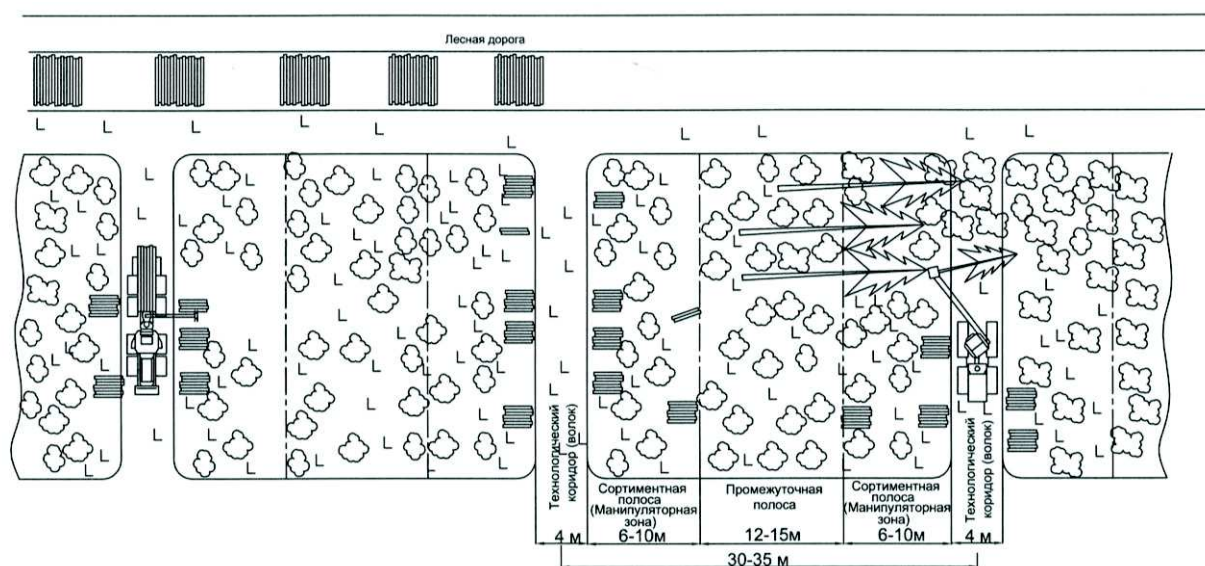 Лесная дорога
Технологический
коридор (волок)
4 м
Сортиментная
полоса
(Манипуляторная
зона)
6-10м
Промежуточная
полоса
12-15м
Сортиментная
полоса
(Манипуляторная
зона)
6-10м
Технологический
коридор (волок)
4 м
30-35 м